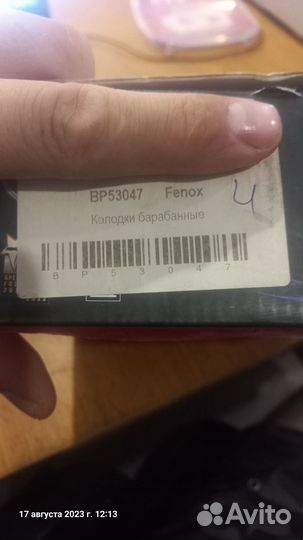 BP53047 Fenox
Колодки барабанные
4
B P 5 3 0 4 7
17 августа 2023 г. 12:13
Avito